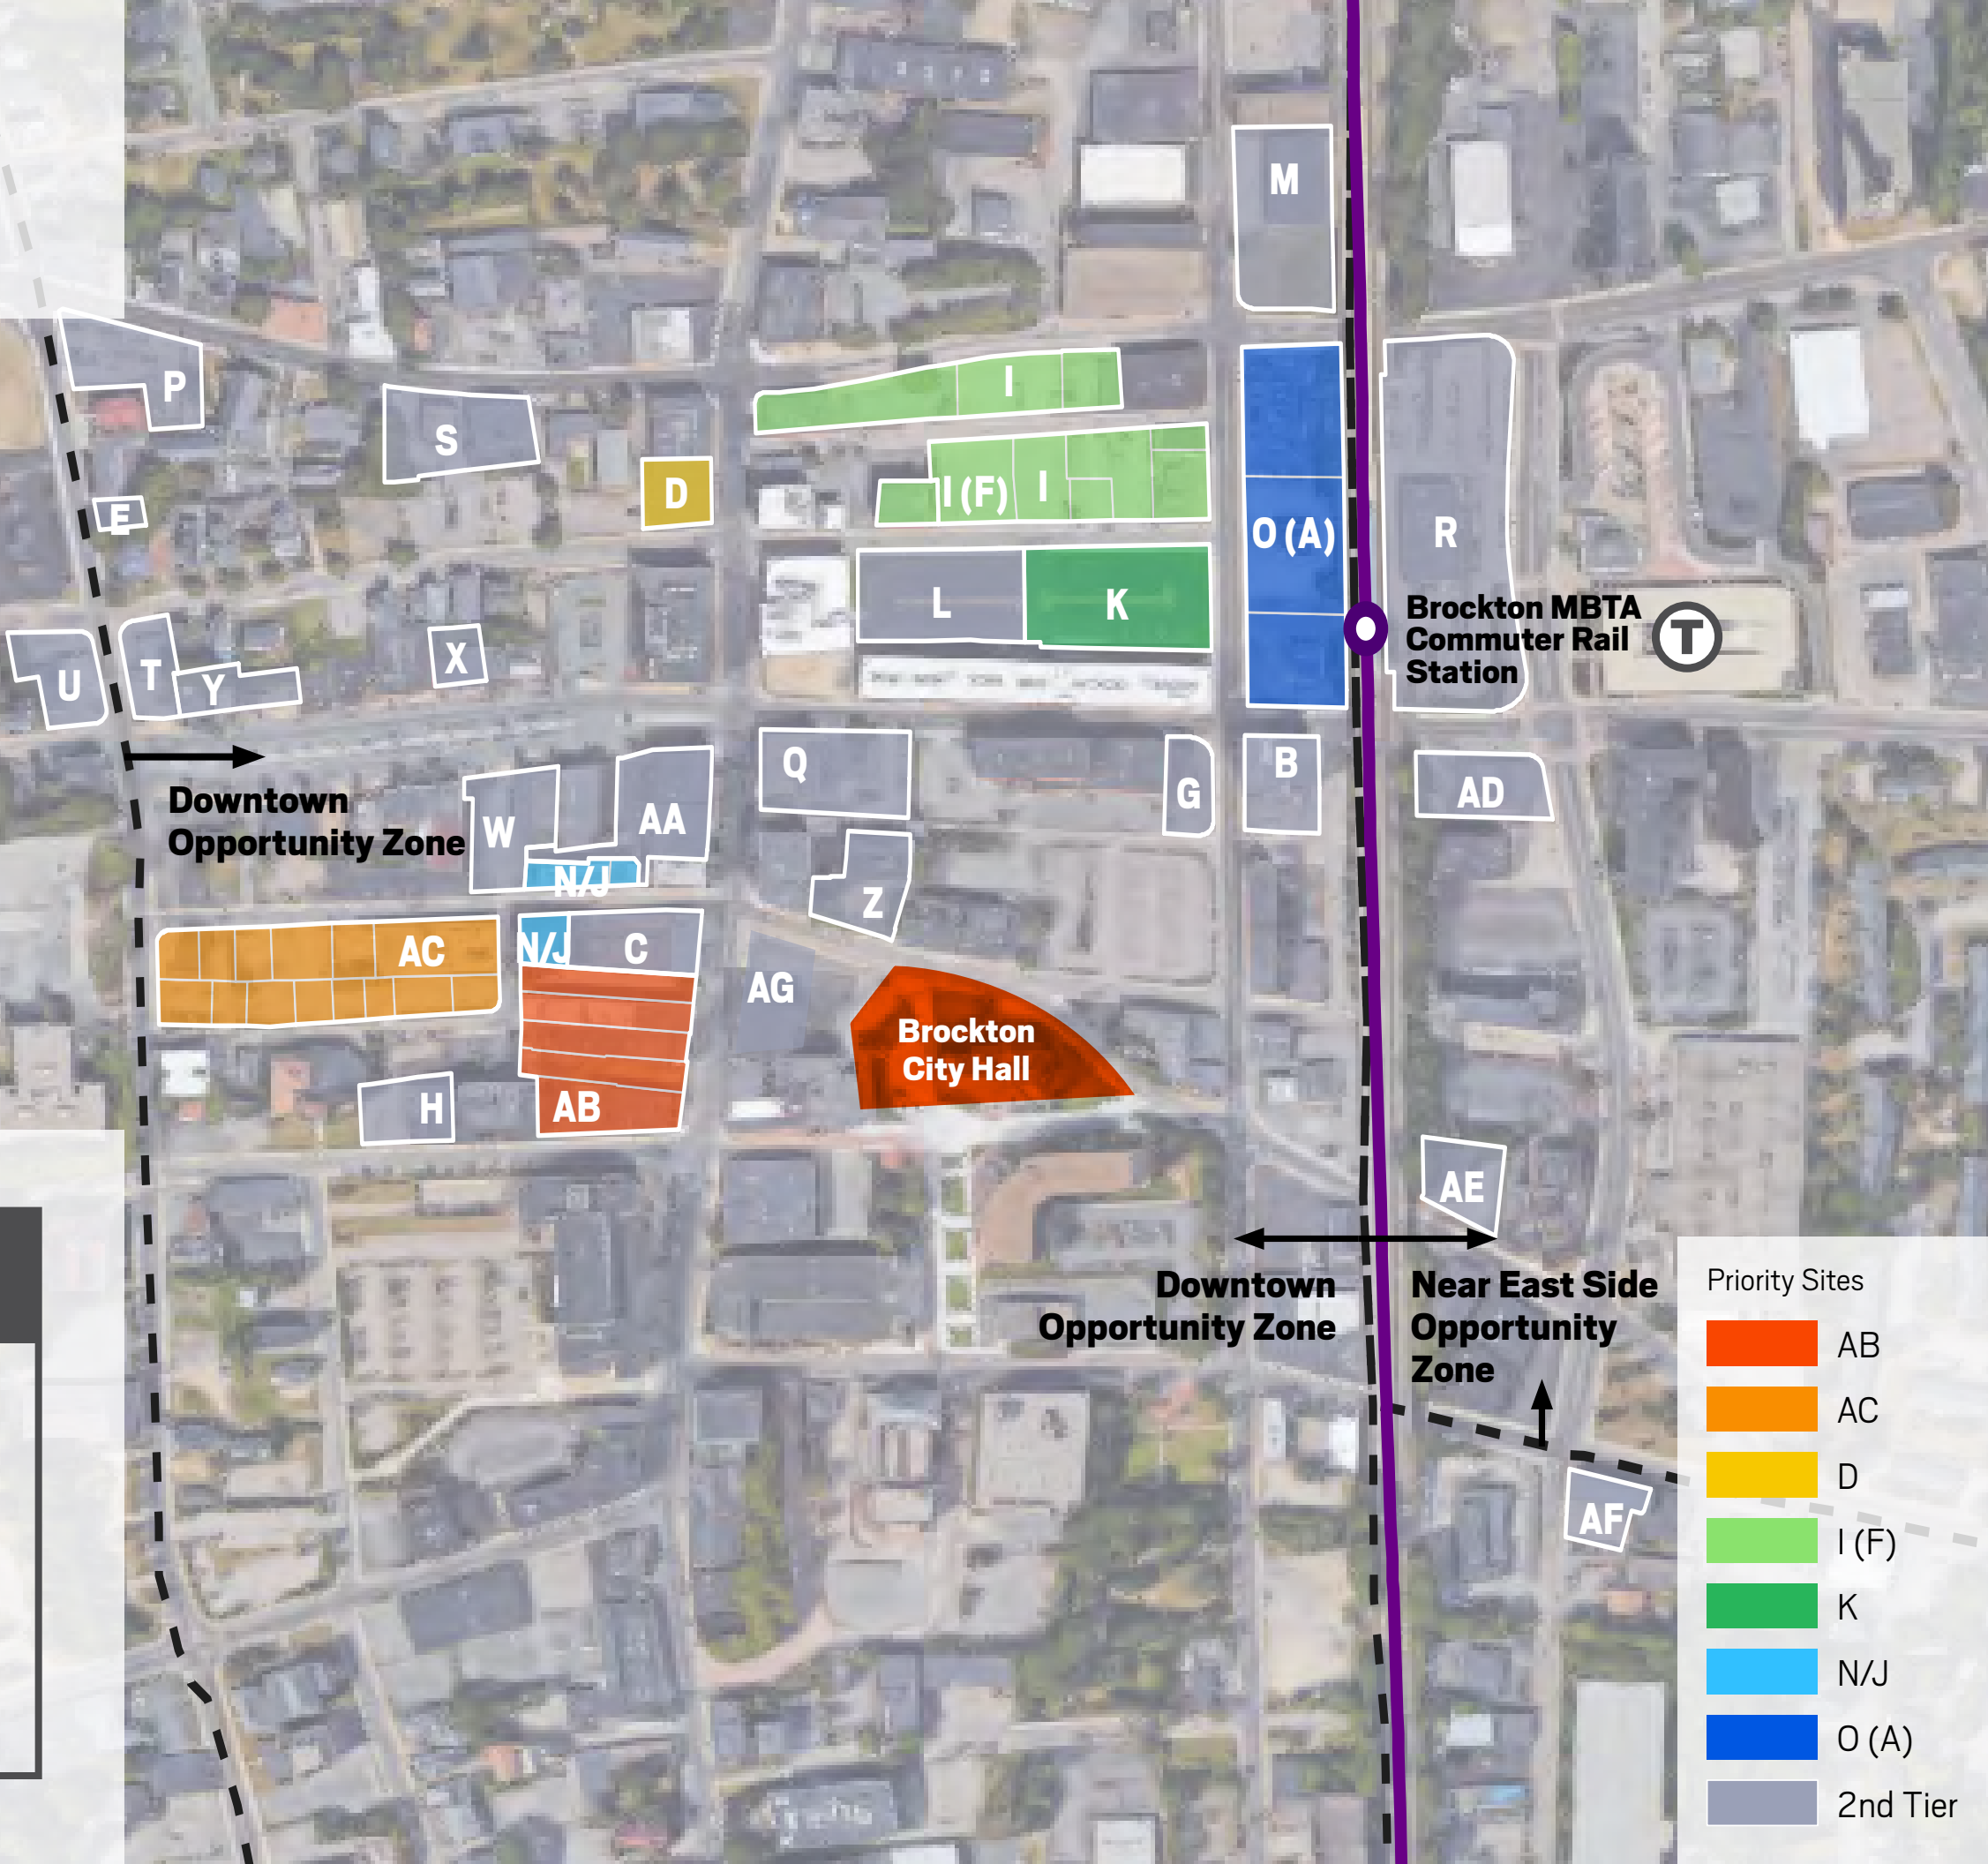 M
P
I
S
D
I (F)
I
E
O (A)
R
L
K
Brockton MBTA
Commuter Rail
Station
T
U
T
Y
X
Downtown
Opportunity Zone
W
AA
Q
G
B
AD
N/J
Z
AC
N/J
C
AG
Brockton
City Hall
H
AB
AE
Downtown
Opportunity Zone
Near East Side
Opportunity
Zone
AF
Priority Sites
AB
AC
D
I (F)
K
N/J
O (A)
2nd Tier